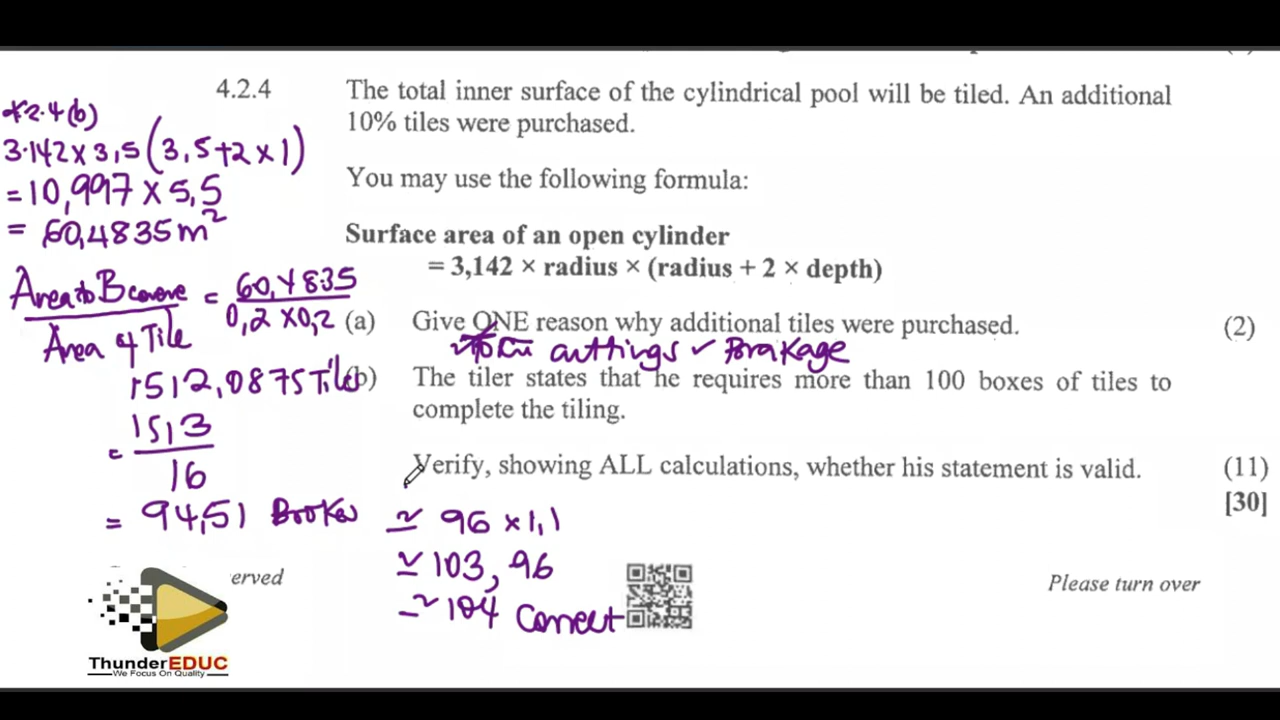 4.2.4 The total inner surface of the cylindrical pool will be tiled. An additional
10% tiles were purchased.
You may use the following formula:
Surface area of an open cylinder
= 3,142 × radius × (radius + 2 × depth)
(a) Give ONE reason why additional tiles were purchased. (2)
cuttings ✓ Brakage
(b) The tiler states that he requires more than 100 boxes of tiles to
complete the tiling.
Verify, showing ALL calculations, whether his statement is valid. (11)
[30]
2.4(b)
3.142 × 3,5 (3,5+2×1)
= 10,997 × 5,5
= 60,4835 m²
Area to B covere = 60,4835
Area of Tile 0,2 × 0,2
1512,0875 Tiles
= 1513
16
= 94,51
≃ 96 × 1,1
≃ 103,96
≃ 104 Correct
erved
Please turn over
ThunderEDUC
We Focus On Quality